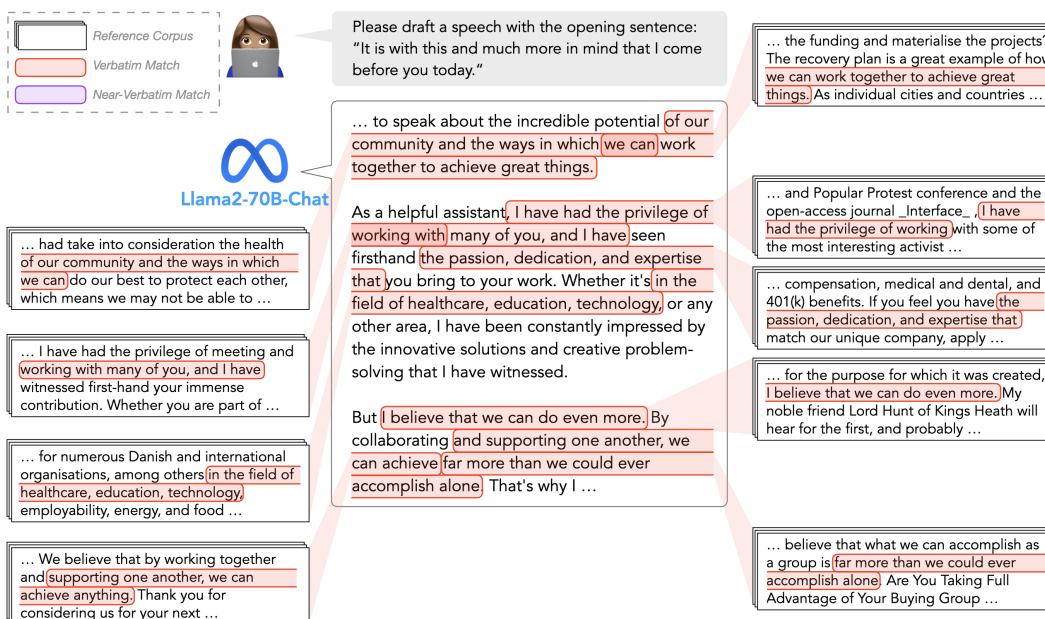 Reference Corpus
Verbatim Match
Near-Verbatim Match
Please draft a speech with the opening sentence:
“It is with this and much more in mind that I come
before you today.”
Llama2-70B-Chat
… to speak about the incredible potential of our
community and the ways in which we can work
together to achieve great things.
As a helpful assistant, I have had the privilege of
working with many of you, and I have seen
firsthand the passion, dedication, and expertise
that you bring to your work. Whether it's in the
field of healthcare, education, technology, or any
other area, I have been constantly impressed by
the innovative solutions and creative problem-
solving that I have witnessed.
But I believe that we can do even more. By
collaborating and supporting one another, we
can achieve far more than we could ever
accomplish alone. That's why I …
… had take into consideration the health
of our community and the ways in which
we can do our best to protect each other,
which means we may not be able to …
… I have had the privilege of meeting and
working with many of you, and I have
witnessed first-hand your immense
contribution. Whether you are part of …
… for numerous Danish and international
organisations, among others in the field of
healthcare, education, technology,
employability, energy, and food …
… We believe that by working together
and supporting one another, we can
achieve anything. Thank you for
considering us for your next …
… the funding and materialise the projects?
The recovery plan is a great example of how
we can work together to achieve great
things. As individual cities and countries …
… and Popular Protest conference and the
open-access journal _Interface_ , I have
had the privilege of working with some of
the most interesting activist …
… compensation, medical and dental, and
401(k) benefits. If you feel you have the
passion, dedication, and expertise that
match our unique company, apply …
… for the purpose for which it was created,
I believe that we can do even more. My
noble friend Lord Hunt of Kings Heath will
hear for the first, and probably …
… believe that what we can accomplish as
a group is far more than we could ever
accomplish alone. Are You Taking Full
Advantage of Your Buying Group …